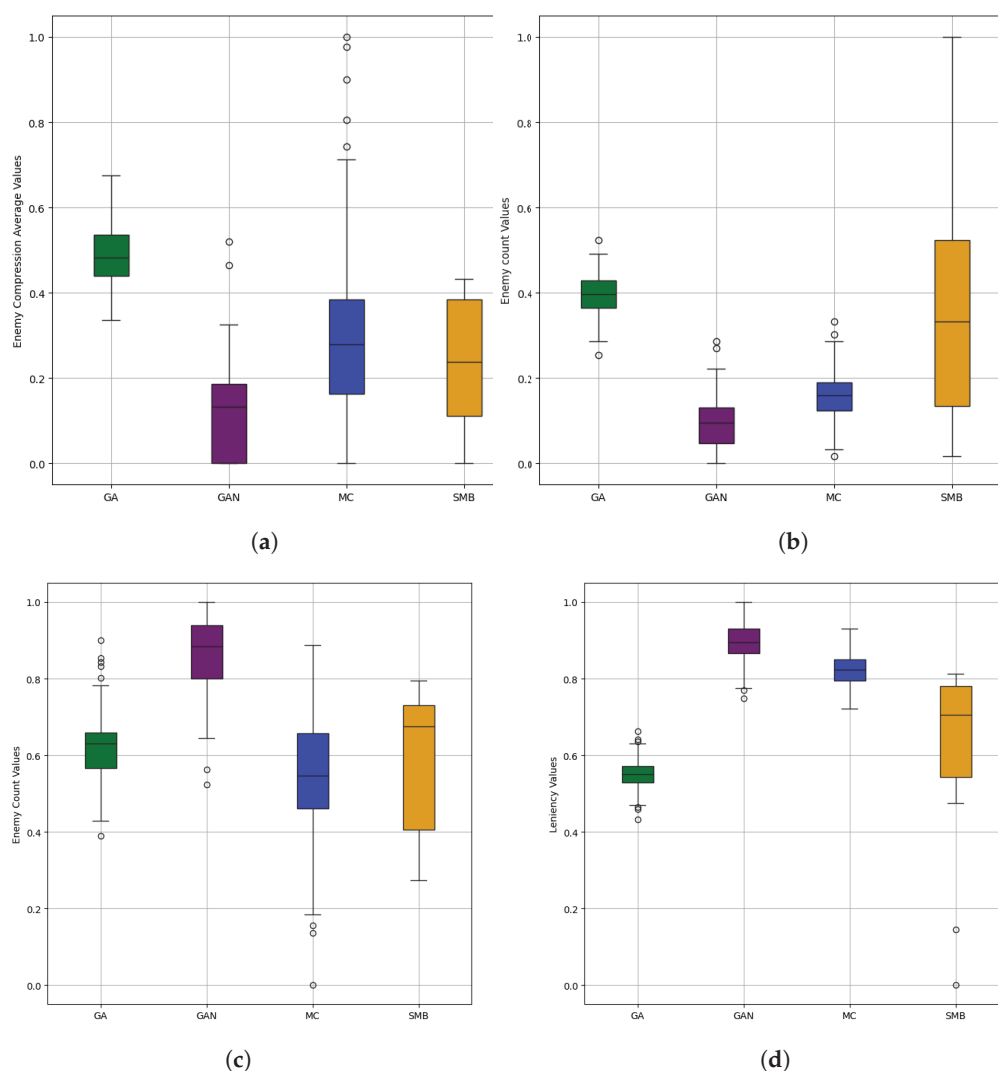 Enemy Compression Average Values
1.0
0.8
0.6
0.4
0.2
0.0
GA GAN MC SMB
(a)
Enemy count Values
1.0
0.8
0.6
0.4
0.2
0.0
GA GAN MC SMB
(b)
Enemy Count Values
1.0
0.8
0.6
0.4
0.2
0.0
GA GAN MC SMB
(c)
Leniency Values
1.0
0.8
0.6
0.4
0.2
0.0
GA GAN MC SMB
(d)